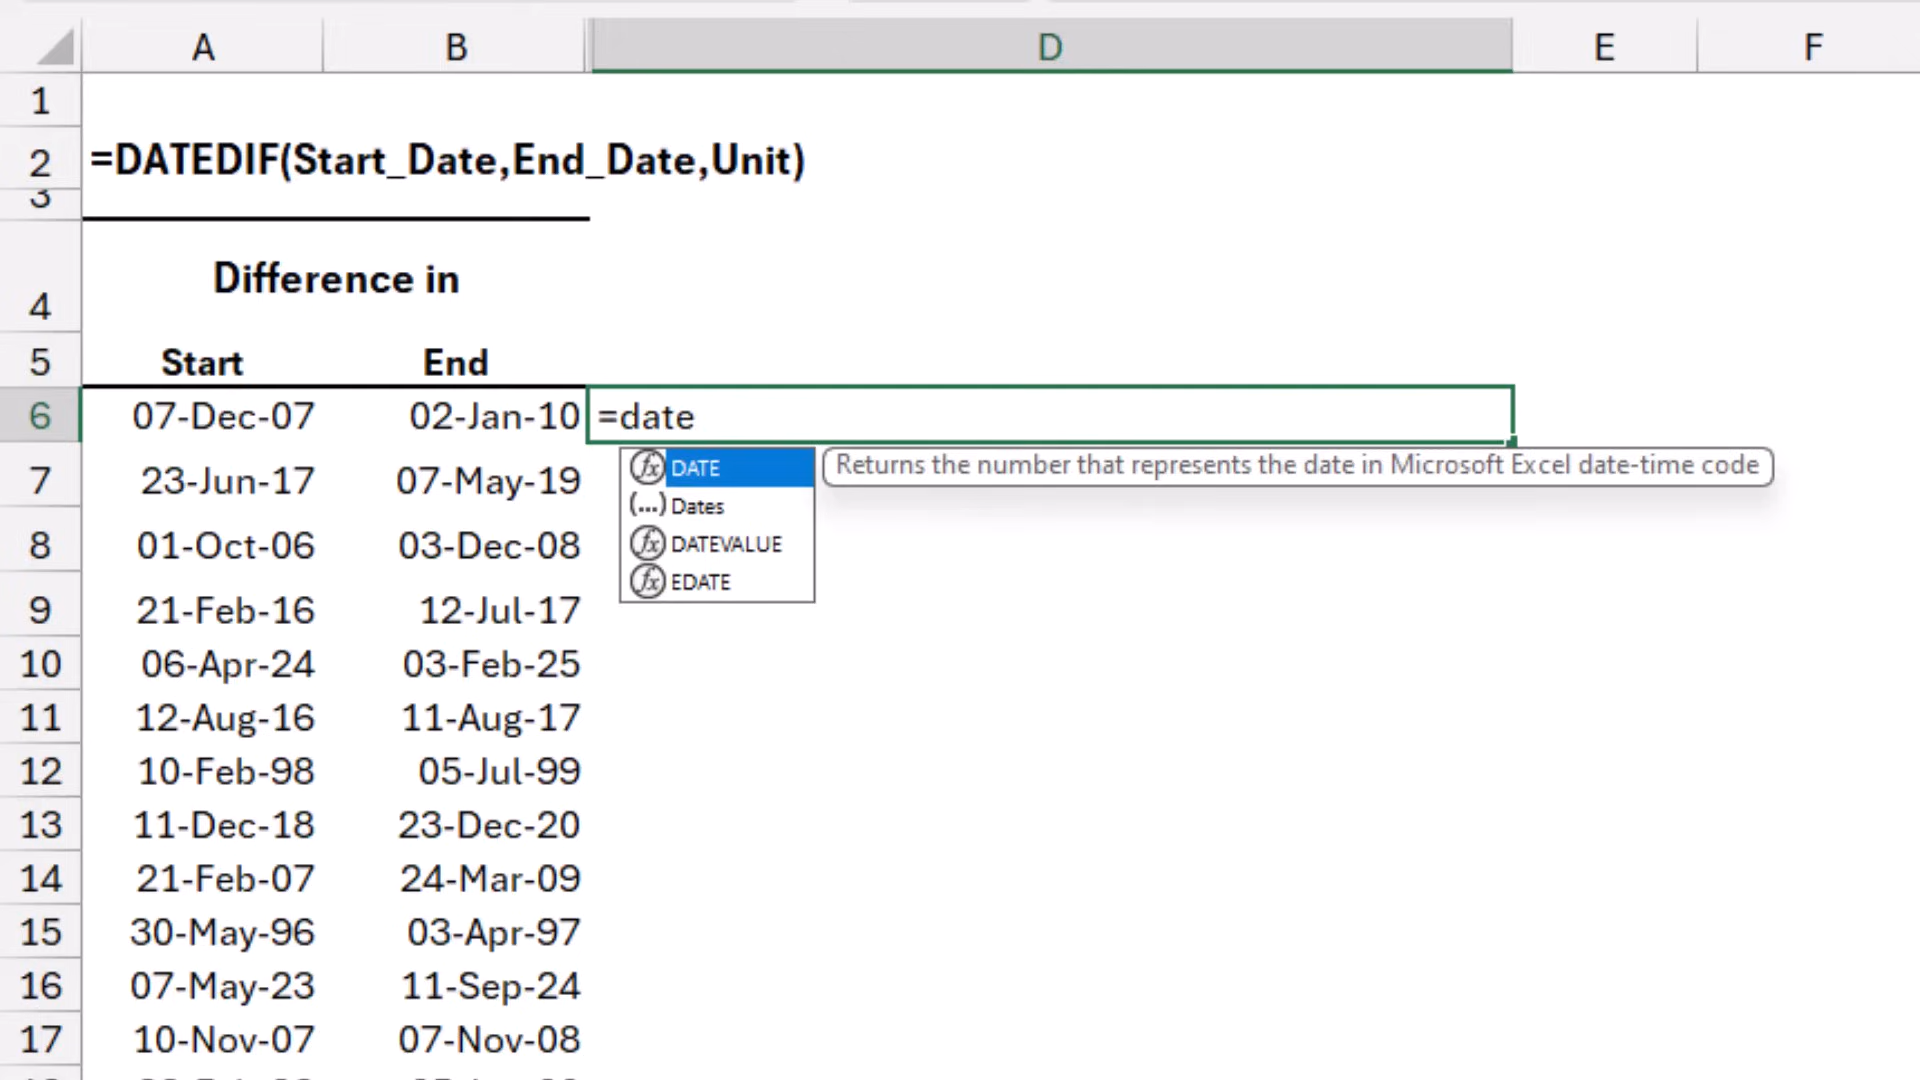 A B D E F
1
2 =DATEDIF(Start_Date,End_Date,Unit)
3
4 Difference in
5 Start End
6 07-Dec-07 02-Jan-10 =date
DATE Returns the number that represents the date in Microsoft Excel date-time code
7 23-Jun-17 07-May-19
(...) Dates
8 01-Oct-06 03-Dec-08
DATEVALUE
EDATE
9 21-Feb-16 12-Jul-17
10 06-Apr-24 03-Feb-25
11 12-Aug-16 11-Aug-17
12 10-Feb-98 05-Jul-99
13 11-Dec-18 23-Dec-20
14 21-Feb-07 24-Mar-09
15 30-May-96 03-Apr-97
16 07-May-23 11-Sep-24
17 10-Nov-07 07-Nov-08